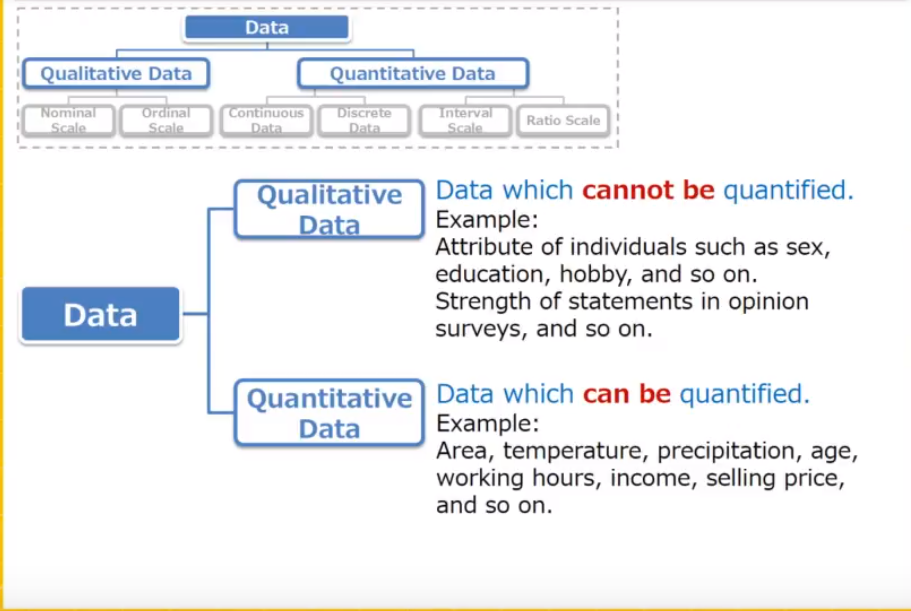 Data
Qualitative Data
Quantitative Data
Nominal
Scale
Ordinal
Scale
Continuous
Data
Discrete
Data
Interval
Scale
Ratio Scale
Data
Qualitative
Data
Data which cannot be quantified.
Example:
Attribute of individuals such as sex,
education, hobby, and so on.
Strength of statements in opinion
surveys, and so on.
Quantitative
Data
Data which can be quantified.
Example:
Area, temperature, precipitation, age,
working hours, income, selling price,
and so on.